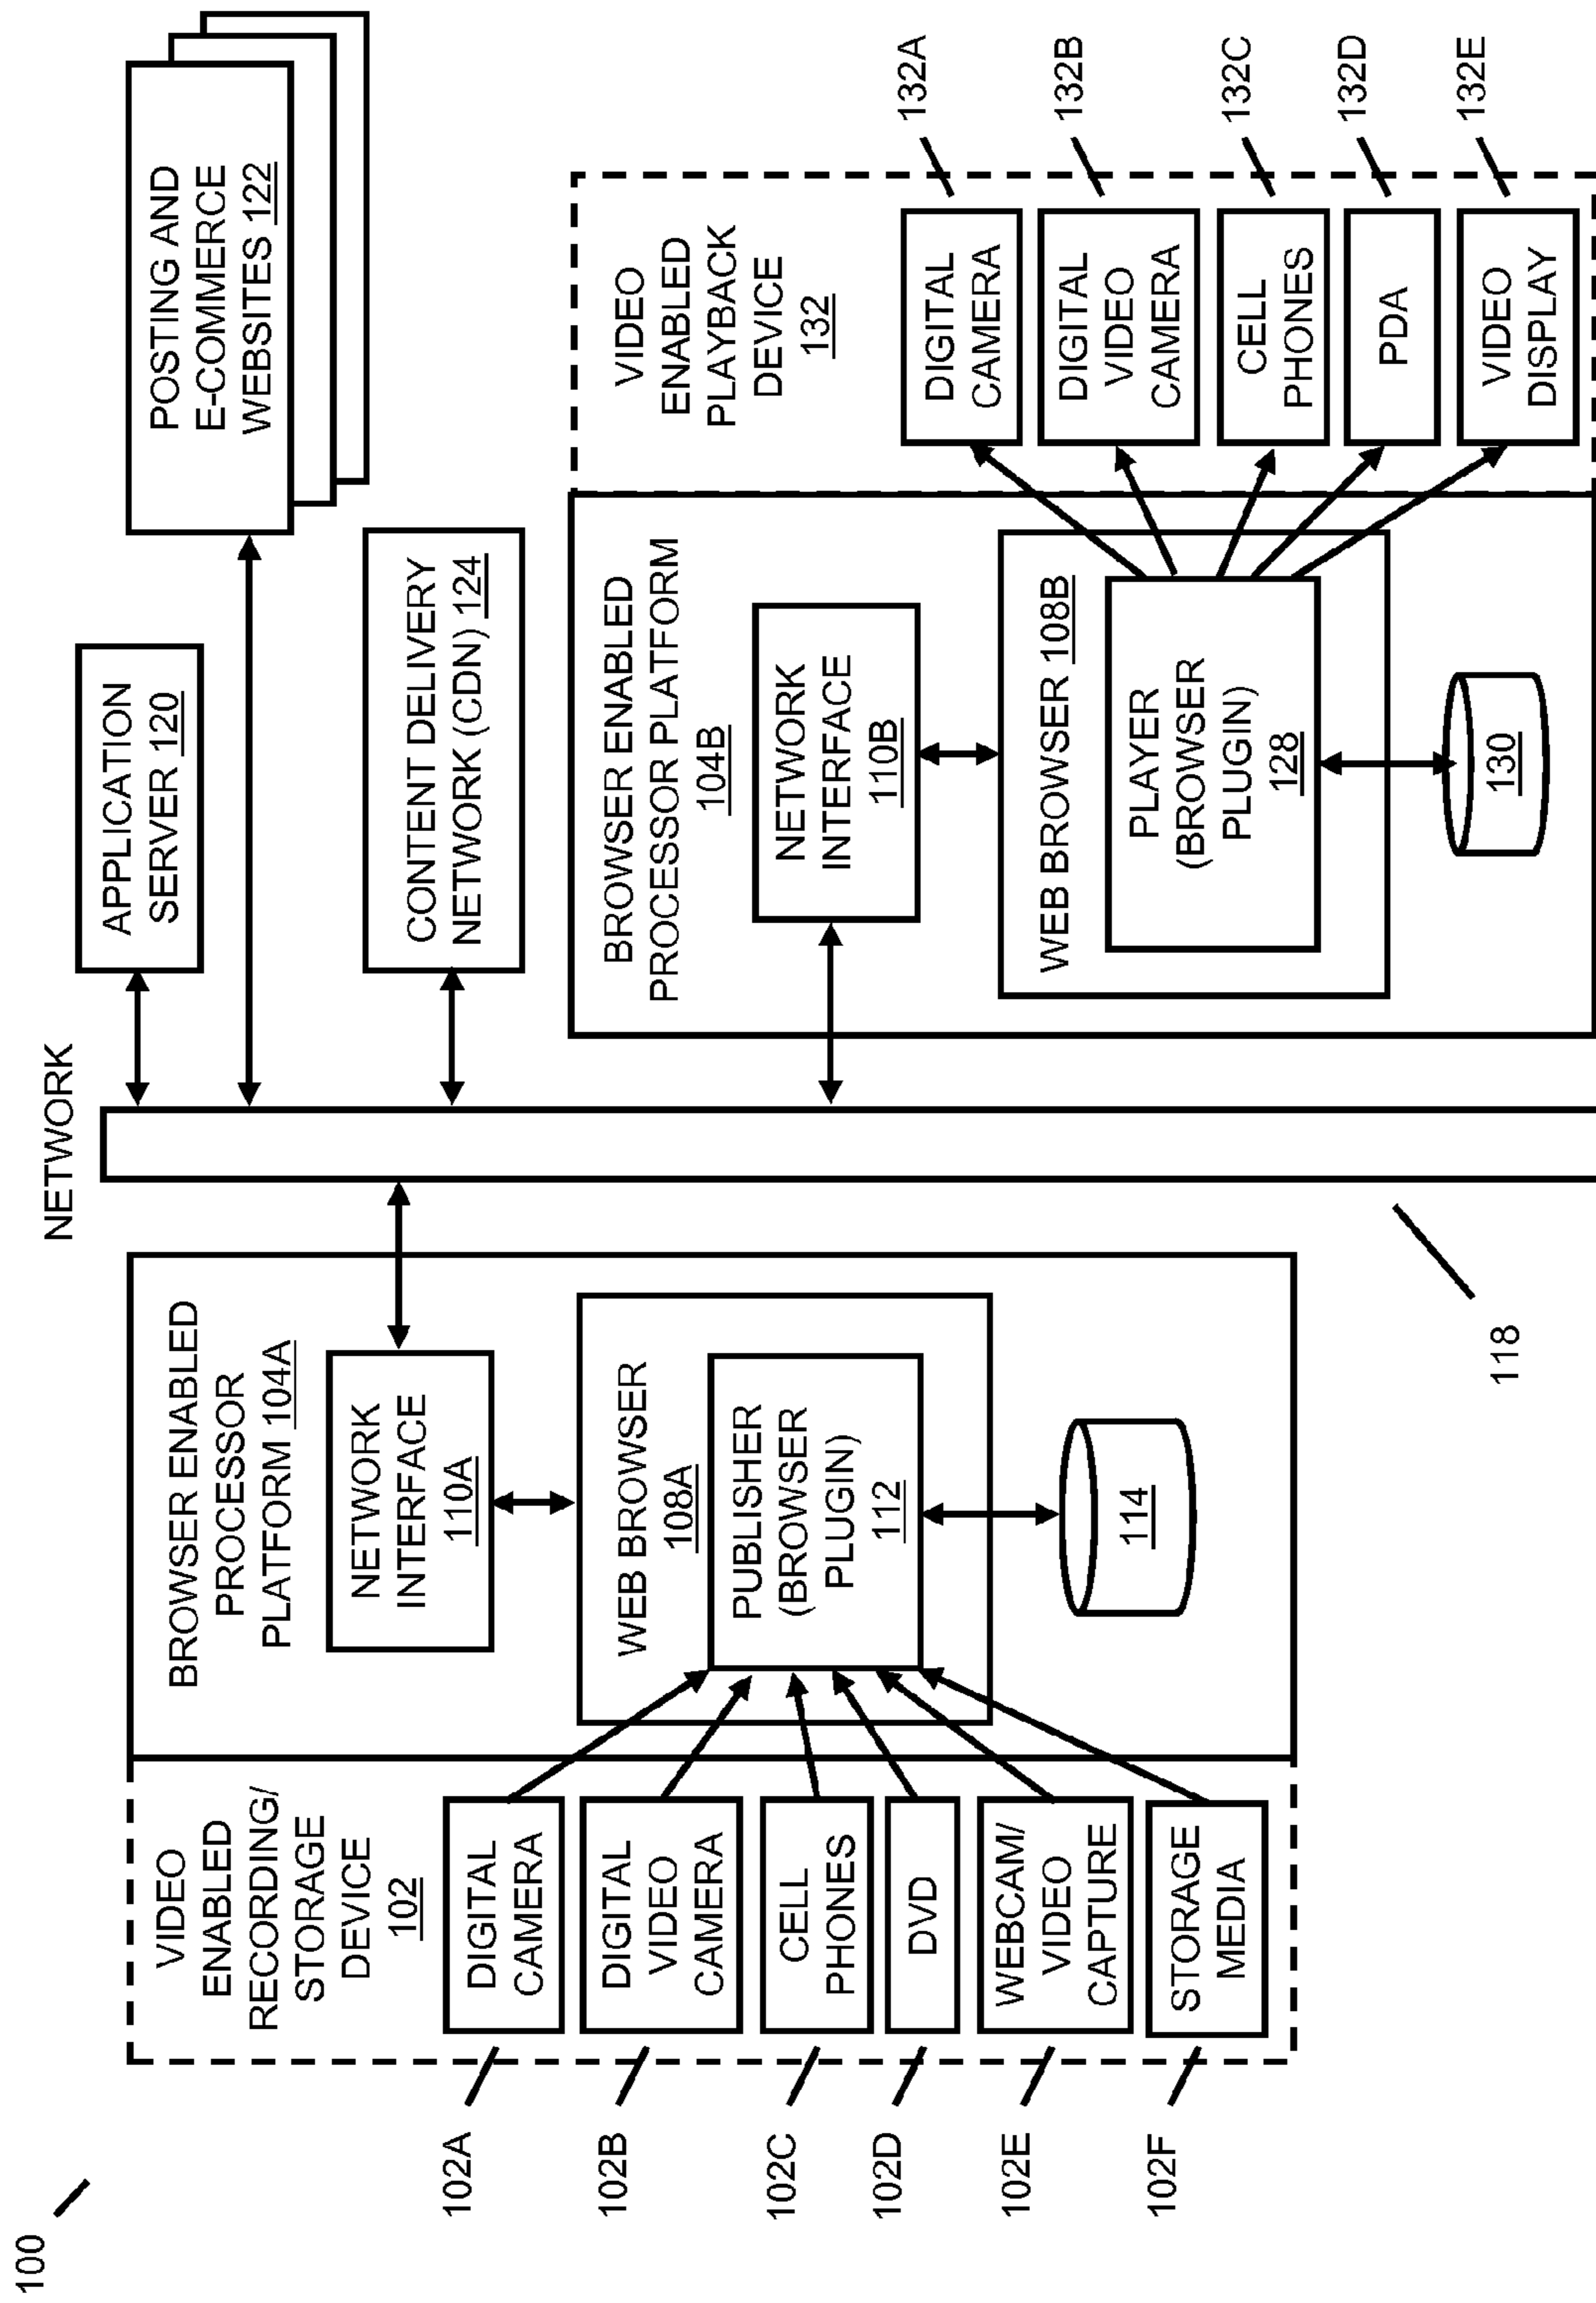 100
NETWORK
VIDEO
ENABLED
RECORDING/
STORAGE
DEVICE
102
DIGITAL
CAMERA
DIGITAL
VIDEO
CAMERA
CELL
PHONES
DVD
WEBCAM/
VIDEO
CAPTURE
STORAGE
MEDIA
102A
102B
102C
102D
102E
102F
BROWSER ENABLED
PROCESSOR
PLATFORM 104A
NETWORK
INTERFACE
110A
WEB BROWSER
108A
PUBLISHER
(BROWSER
PLUGIN)
112
114
118
APPLICATION
SERVER 120
POSTING AND
E-COMMERCE
WEBSITES 122
CONTENT DELIVERY
NETWORK (CDN) 124
BROWSER ENABLED
PROCESSOR PLATFORM
104B
NETWORK
INTERFACE
110B
WEB BROWSER 108B
PLAYER
(BROWSER
PLUGIN)
128
130
VIDEO
ENABLED
PLAYBACK
DEVICE
132
DIGITAL
CAMERA
DIGITAL
VIDEO
CAMERA
CELL
PHONES
PDA
VIDEO
DISPLAY
132A
132B
132C
132D
132E